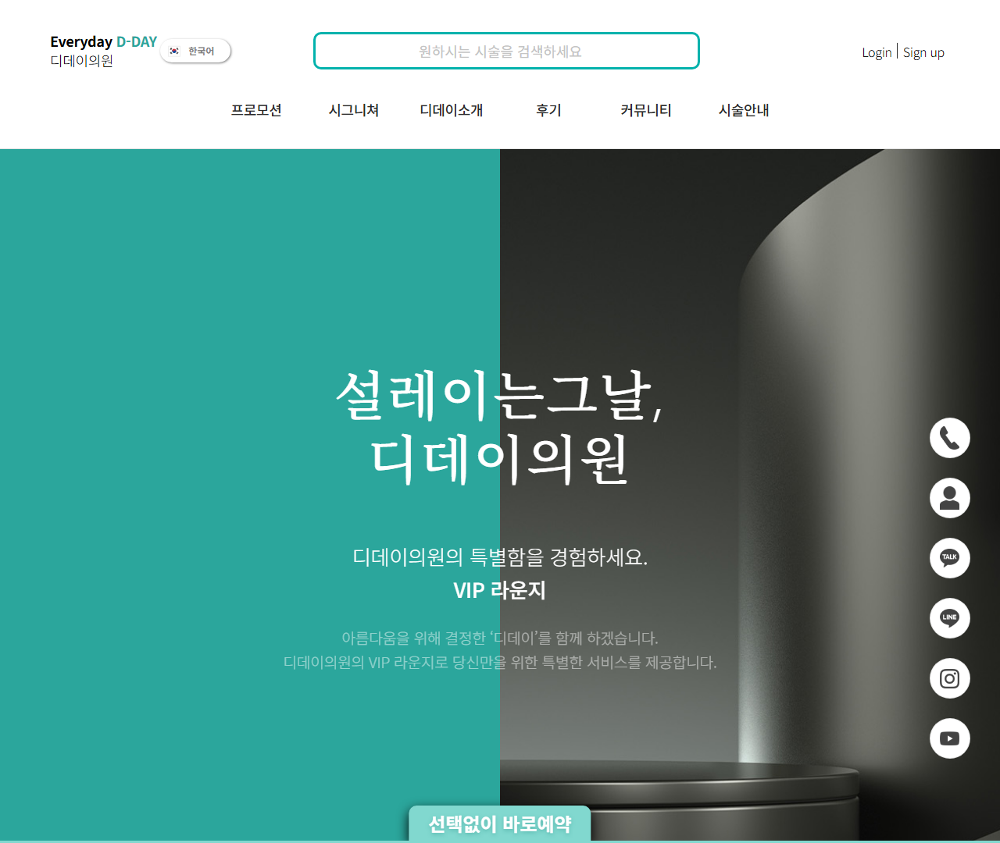 Everyday D-DAY
디데이의원
한국어
원하시는 시술을 검색하세요
Login | Sign up
프로모션 시그니쳐 디데이소개 후기 커뮤니티 시술안내
설레이는그날,
디데이의원
디데이의원의 특별함을 경험하세요.
VIP 라운지
아름다움을 위해 결정한 ‘디데이’를 함께 하겠습니다.
디데이의원의 VIP 라운지로 당신만을 위한 특별한 서비스를 제공합니다.
TALK
LINE
선택없이 바로예약